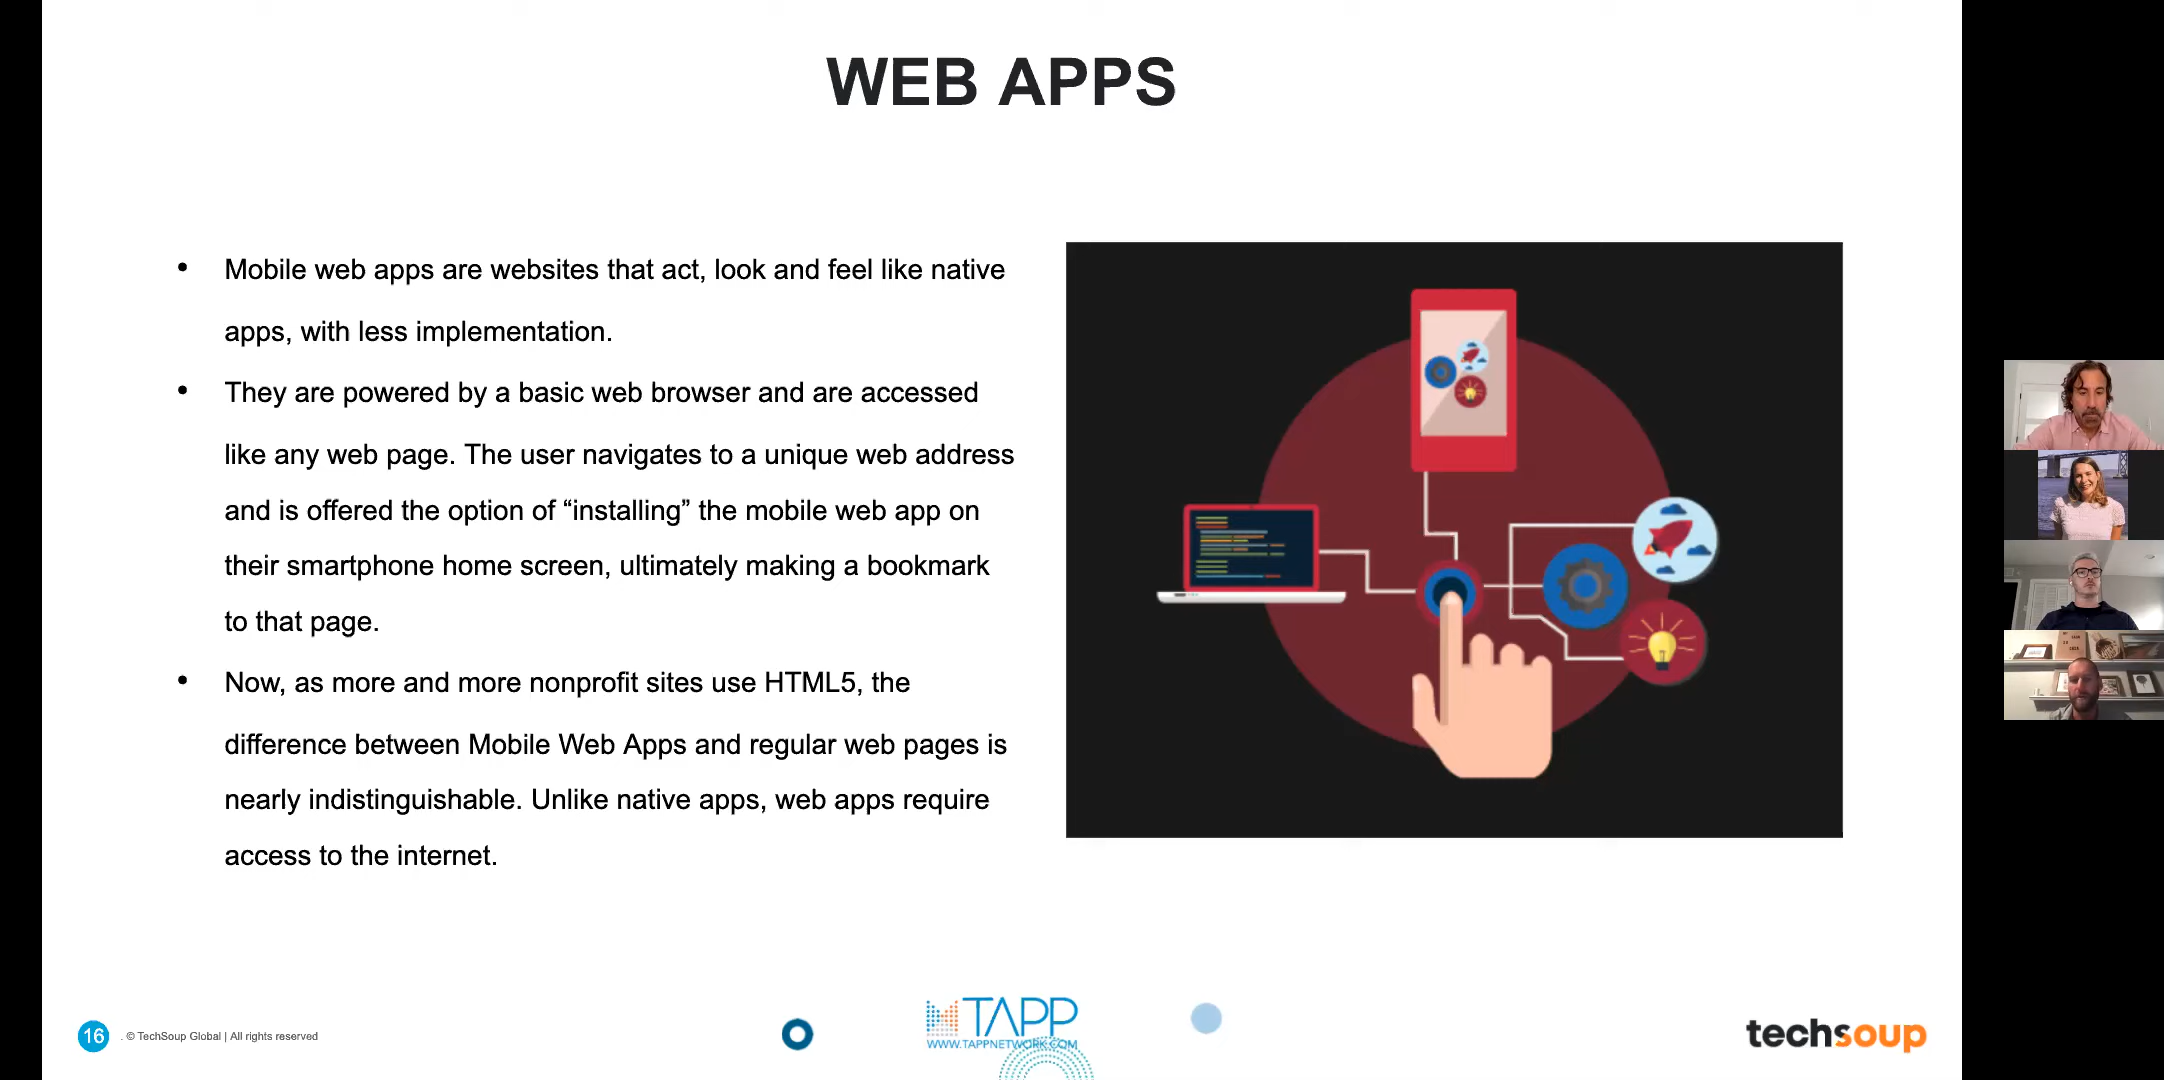 WEB APPS
• Mobile web apps are websites that act, look and feel like native
apps, with less implementation.
• They are powered by a basic web browser and are accessed
like any web page. The user navigates to a unique web address
and is offered the option of “installing” the mobile web app on
their smartphone home screen, ultimately making a bookmark
to that page.
• Now, as more and more nonprofit sites use HTML5, the
difference between Mobile Web Apps and regular web pages is
nearly indistinguishable. Unlike native apps, web apps require
access to the internet.
16
. © TechSoup Global | All rights reserved
TAPP
WWW.TAPPNETWORK.COM
techsoup